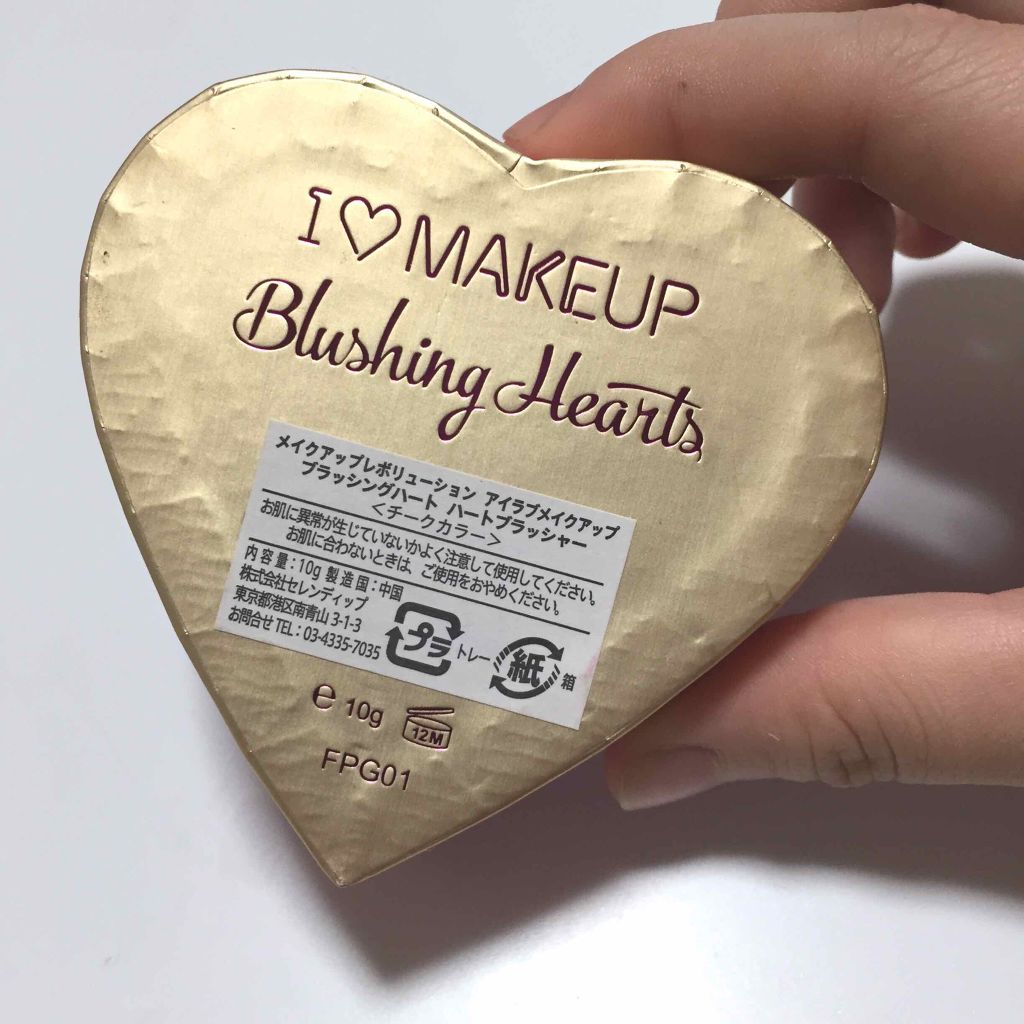 I♡MAKEUP
Blushing Hearts
メイクアップレボリューション アイラブメイクアップ
ブラッシングハート ハートブラッシャー
＜チークカラー＞
お肌に異常が生じていないかよく注意して使用してください。
お肌に合わないときは、ご使用をおやめください。
内容量:10g 製造国:中国
株式会社セレンディップ
東京都港区南青山 3-1-3
お問合せ TEL:03-4335-7035
プラ トレー 紙 箱
℮ 10g 12M
FPG01